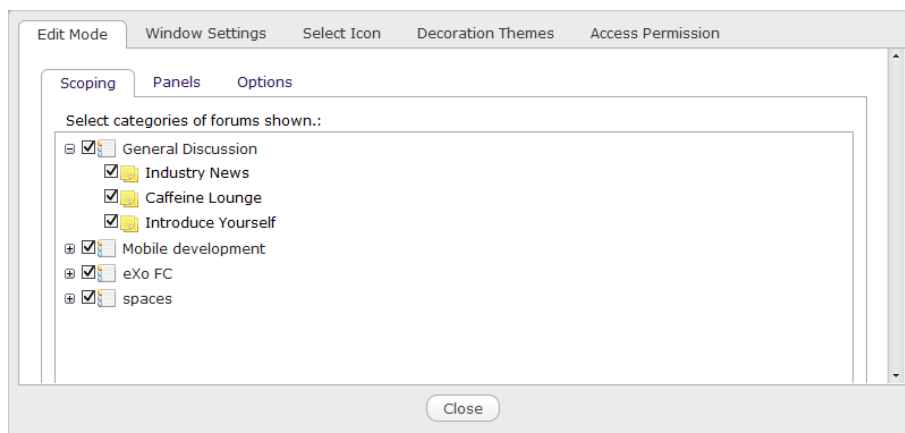 Edit Mode Window Settings Select Icon Decoration Themes Access Permission
Scoping Panels Options
Select categories of forums shown.:
General Discussion
Industry News
Caffeine Lounge
Introduce Yourself
Mobile development
eXo FC
spaces
Close